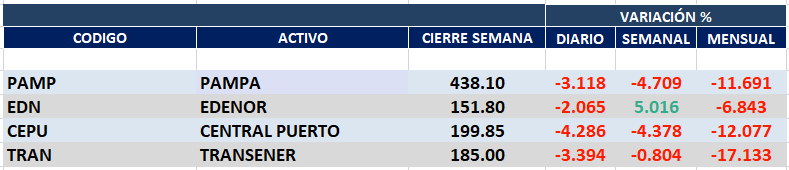 VARIACIÓN %
CODIGO ACTIVO CIERRE SEMANA DIARIO SEMANAL MENSUAL
PAMP PAMPA 438.10 -3.118 -4.709 -11.691
EDN EDENOR 151.80 -2.065 5.016 -6.843
CEPU CENTRAL PUERTO 199.85 -4.286 -4.378 -12.077
TRAN TRANSENER 185.00 -3.394 -0.804 -17.133